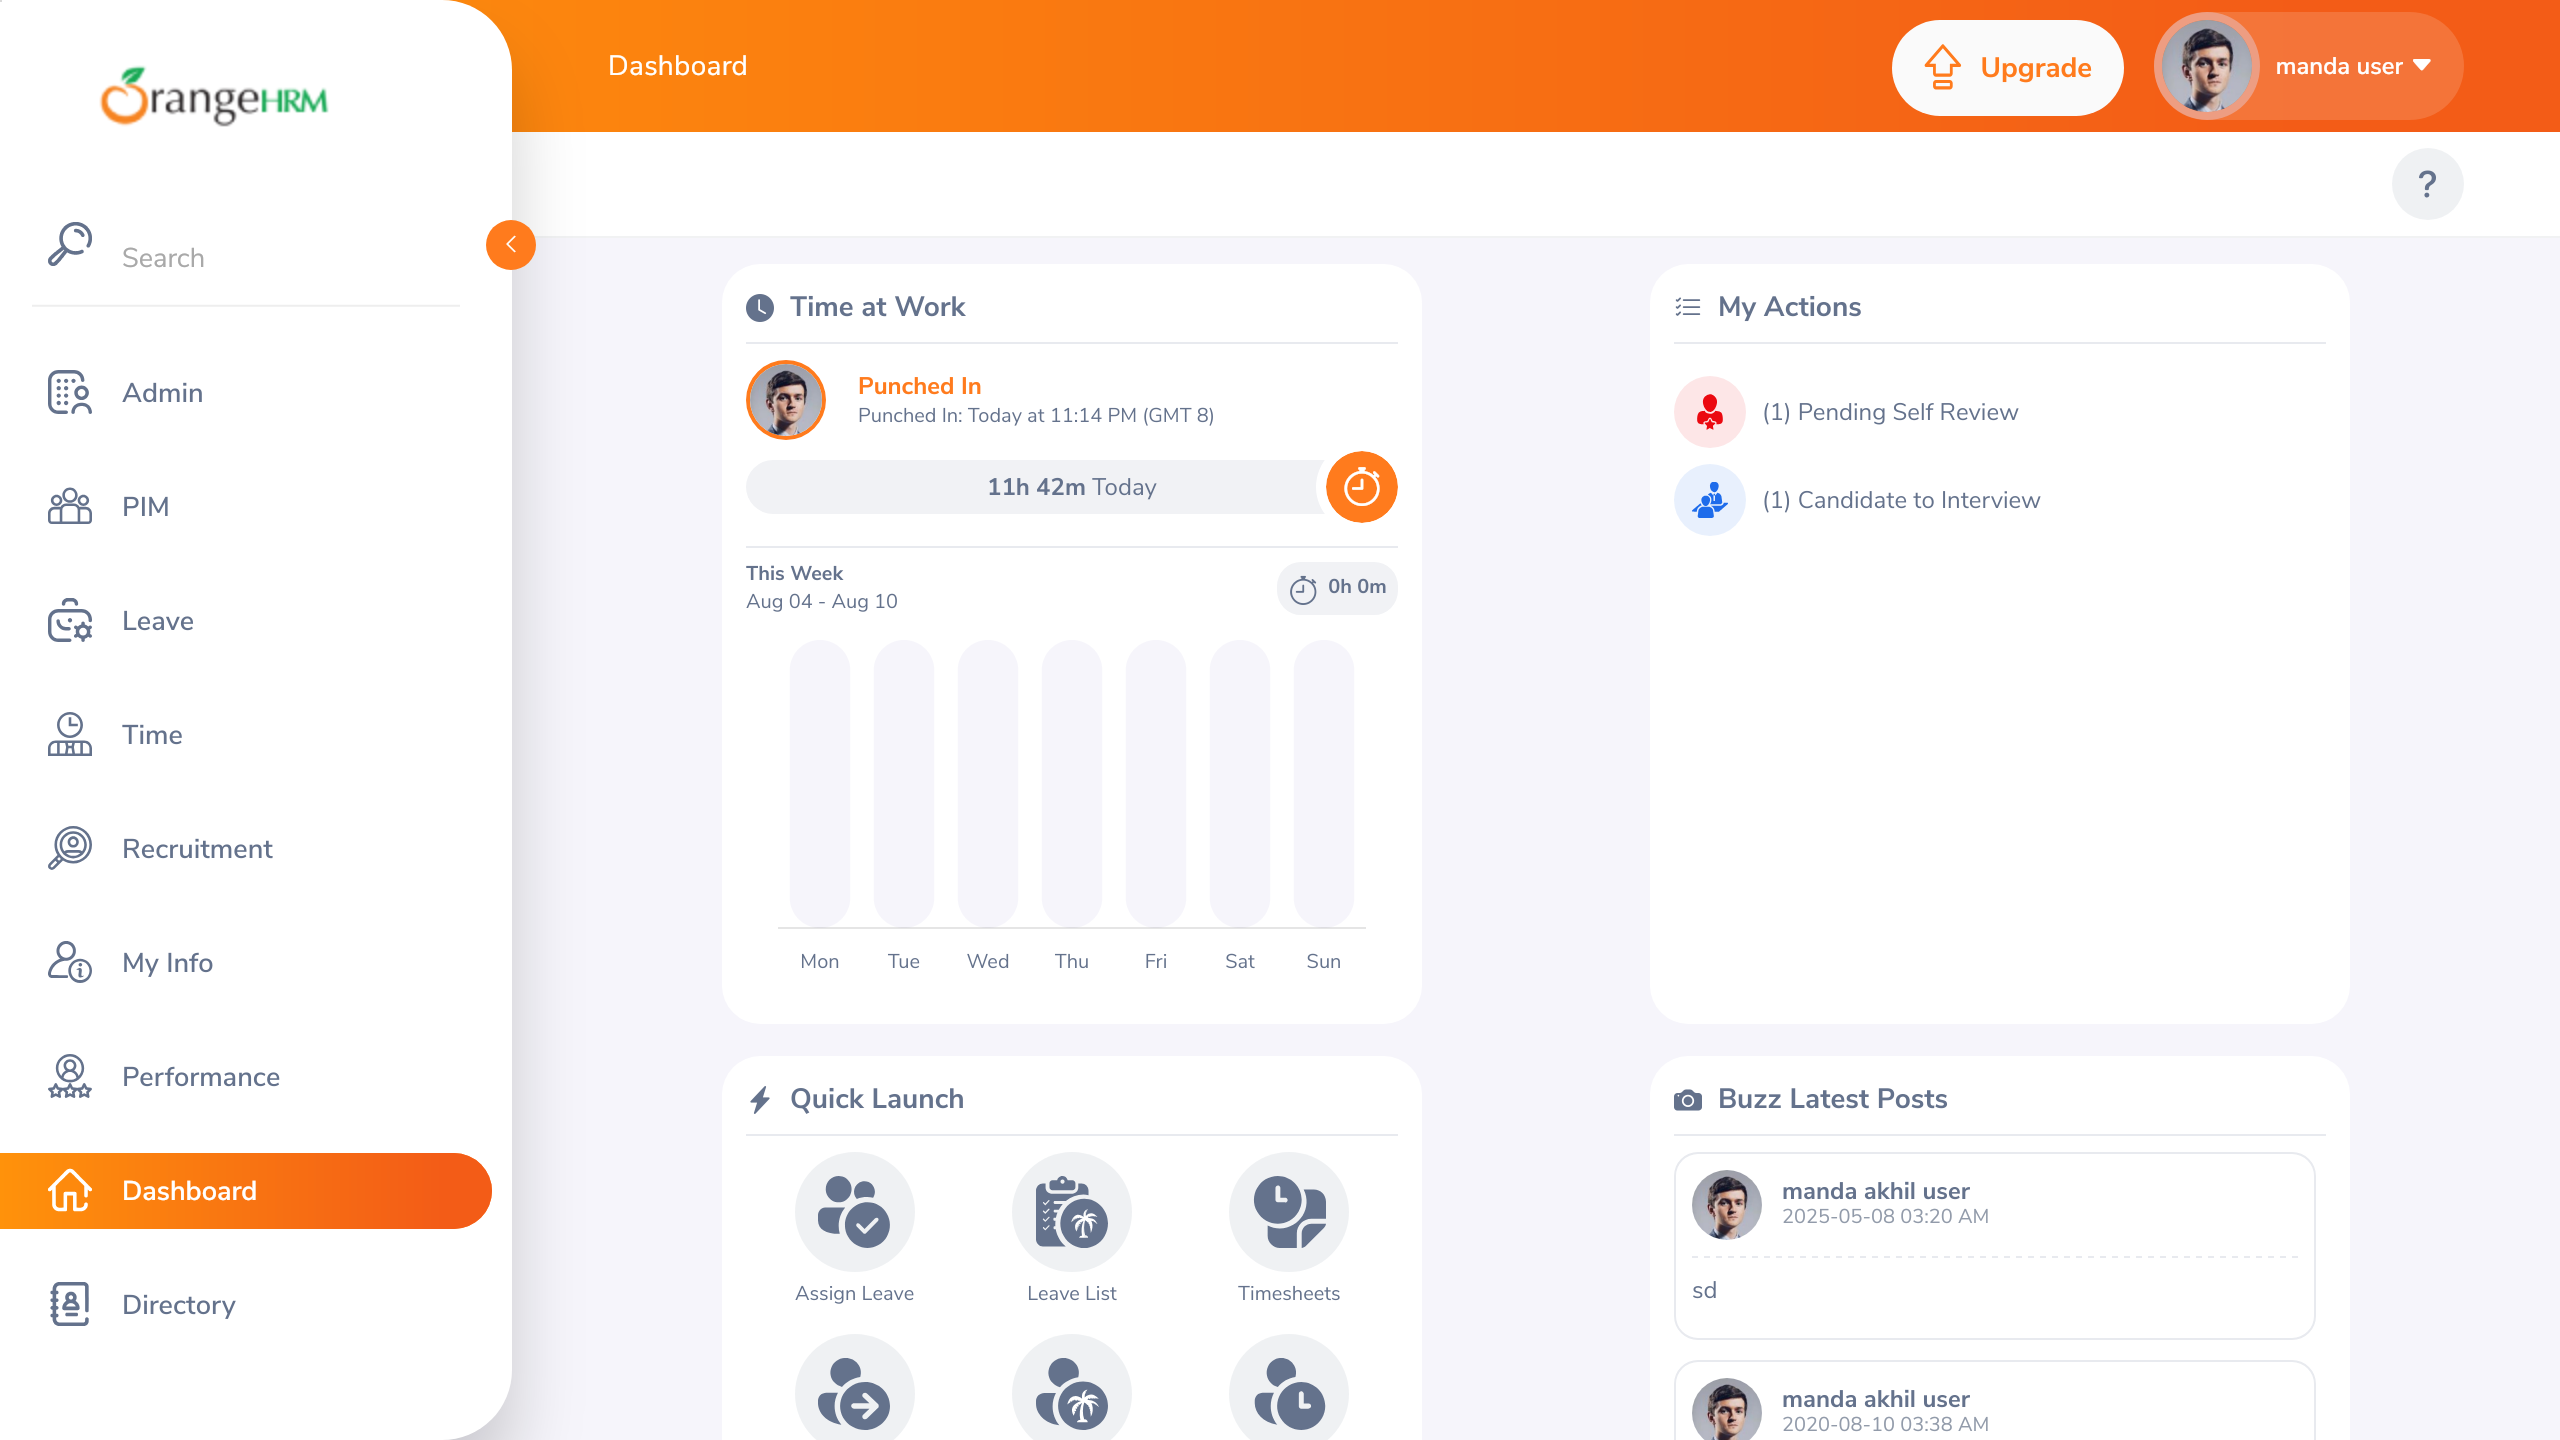 OrangeHRM
Search
Admin
PIM
Leave
Time
Recruitment
My Info
Performance
Dashboard
Directory
Dashboard
Upgrade
manda user
?
Time at Work
Punched In
Punched In: Today at 11:14 PM (GMT 8)
11h 42m Today
This Week
Aug 04 - Aug 10
0h 0m
Mon Tue Wed Thu Fri Sat Sun
My Actions
(1) Pending Self Review
(1) Candidate to Interview
Quick Launch
Assign Leave
Leave List
Timesheets
Buzz Latest Posts
manda akhil user
2025-05-08 03:20 AM
sd
manda akhil user
2020-08-10 03:38 AM